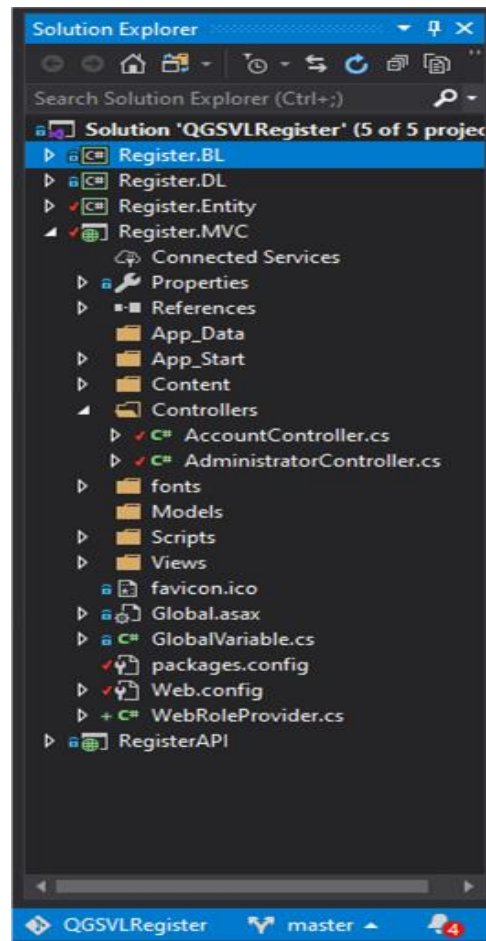 Solution Explorer
Search Solution Explorer (Ctrl+;)
Solution 'QGSVLRegister' (5 of 5 projec
C# Register.BL
C# Register.DL
C# Register.Entity
Register.MVC
Connected Services
Properties
References
App_Data
App_Start
Content
Controllers
C# AccountController.cs
C# AdministratorController.cs
fonts
Models
Scripts
Views
favicon.ico
Global.asax
C# GlobalVariable.cs
packages.config
Web.config
+ C# WebRoleProvider.cs
RegisterAPI
QGSVLRegister master 4